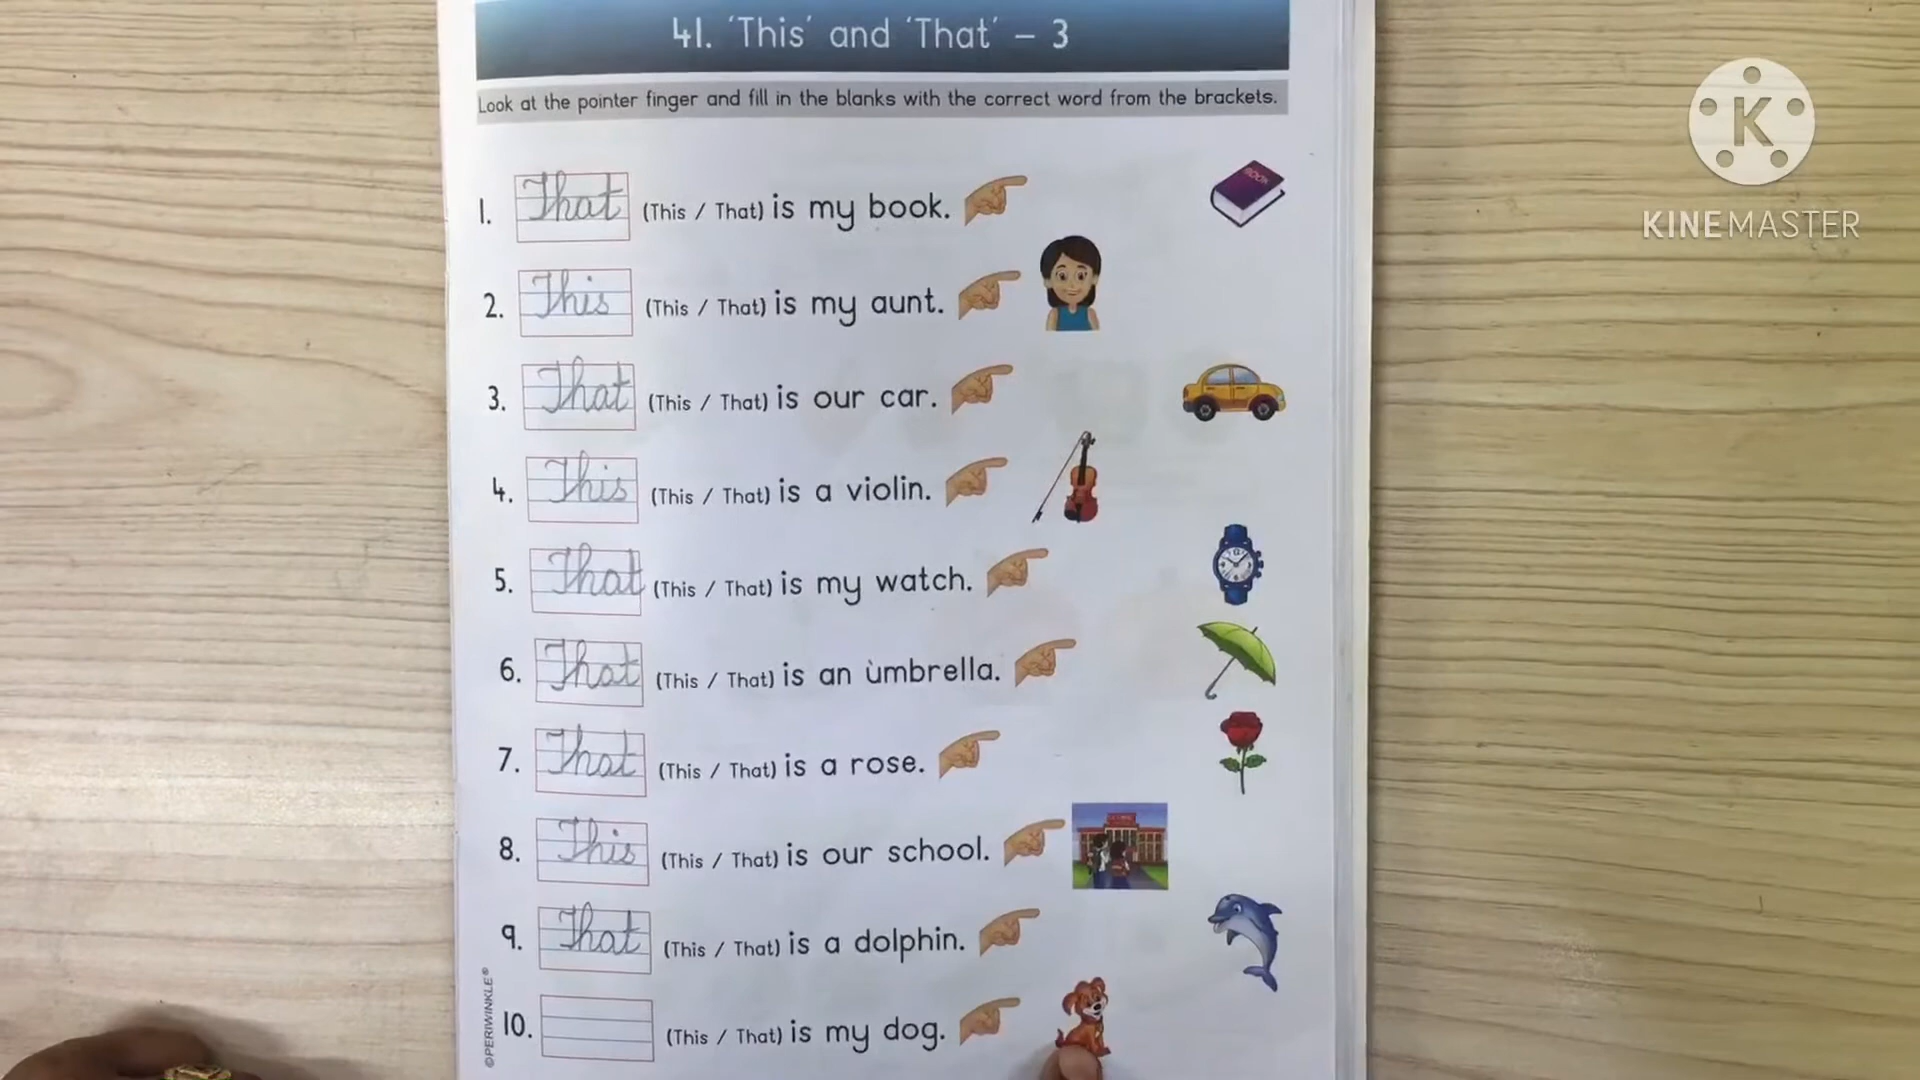 41. 'This' and 'That' – 3
Look at the pointer finger and fill in the blanks with the correct word from the brackets.
1. That (This / That) is my book.
BOOK
2. This (This / That) is my aunt.
3. That (This / That) is our car.
4. This (This / That) is a violin.
5. That (This / That) is my watch.
6. That (This / That) is an umbrella.
7. That (This / That) is a rose.
8. This (This / That) is our school.
9. That (This / That) is a dolphin.
10. (This / That) is my dog.
©PERIWINKLE®
K
KINEMASTER